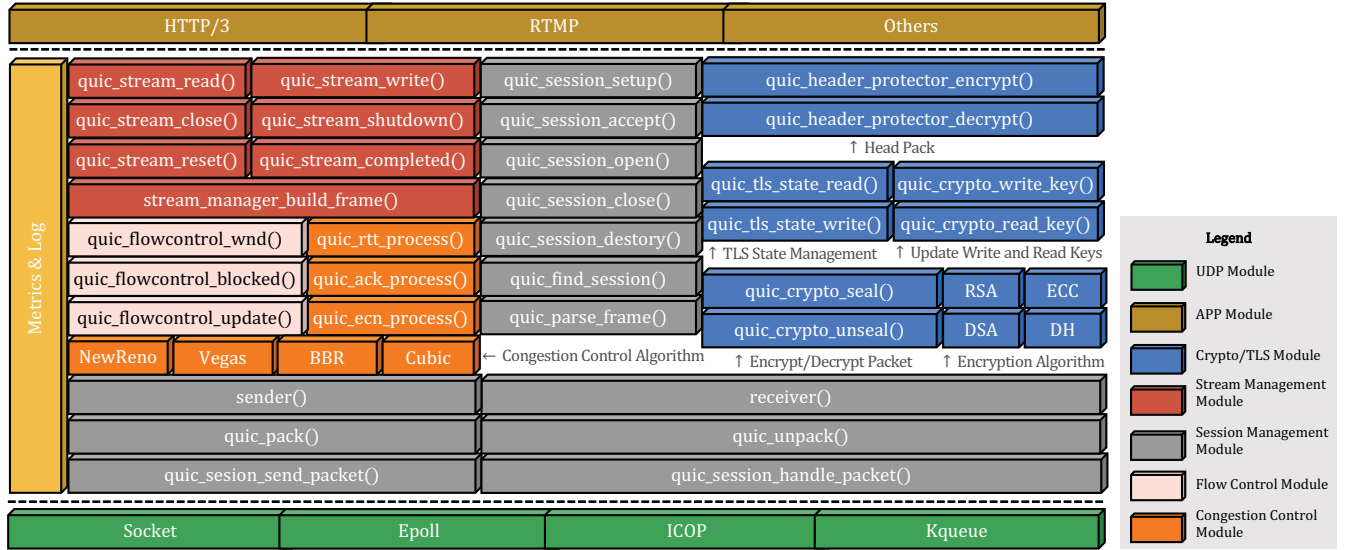 HTTP/3
RTMP
Others
Metrics & Log
quic_stream_read()
quic_stream_write()
quic_session_setup()
quic_header_protector_encrypt()
quic_stream_close()
quic_stream_shutdown()
quic_session_accept()
quic_header_protector_decrypt()
↑ Head Pack
quic_stream_reset()
quic_stream_completed()
quic_session_open()
quic_tls_state_read()
quic_crypto_write_key()
stream_manager_build_frame()
quic_session_close()
quic_tls_state_write()
quic_crypto_read_key()
quic_flowcontrol_wnd()
quic_rtt_process()
quic_session_destory()
↑ TLS State Management
↑ Update Write and Read Keys
quic_flowcontrol_blocked()
quic_ack_process()
quic_find_session()
quic_crypto_seal()
RSA
ECC
quic_flowcontrol_update()
quic_ecn_process()
quic_parse_frame()
quic_crypto_unseal()
DSA
DH
NewReno
Vegas
BBR
Cubic
← Congestion Control Algorithm
↑ Encrypt/Decrypt Packet
↑ Encryption Algorithm
sender()
receiver()
quic_pack()
quic_unpack()
quic_sesion_send_packet()
quic_session_handle_packet()
Socket
Epoll
ICOP
Kqueue
Legend
UDP Module
APP Module
Crypto/TLS Module
Stream Management
Module
Session Management
Module
Flow Control Module
Congestion Control
Module